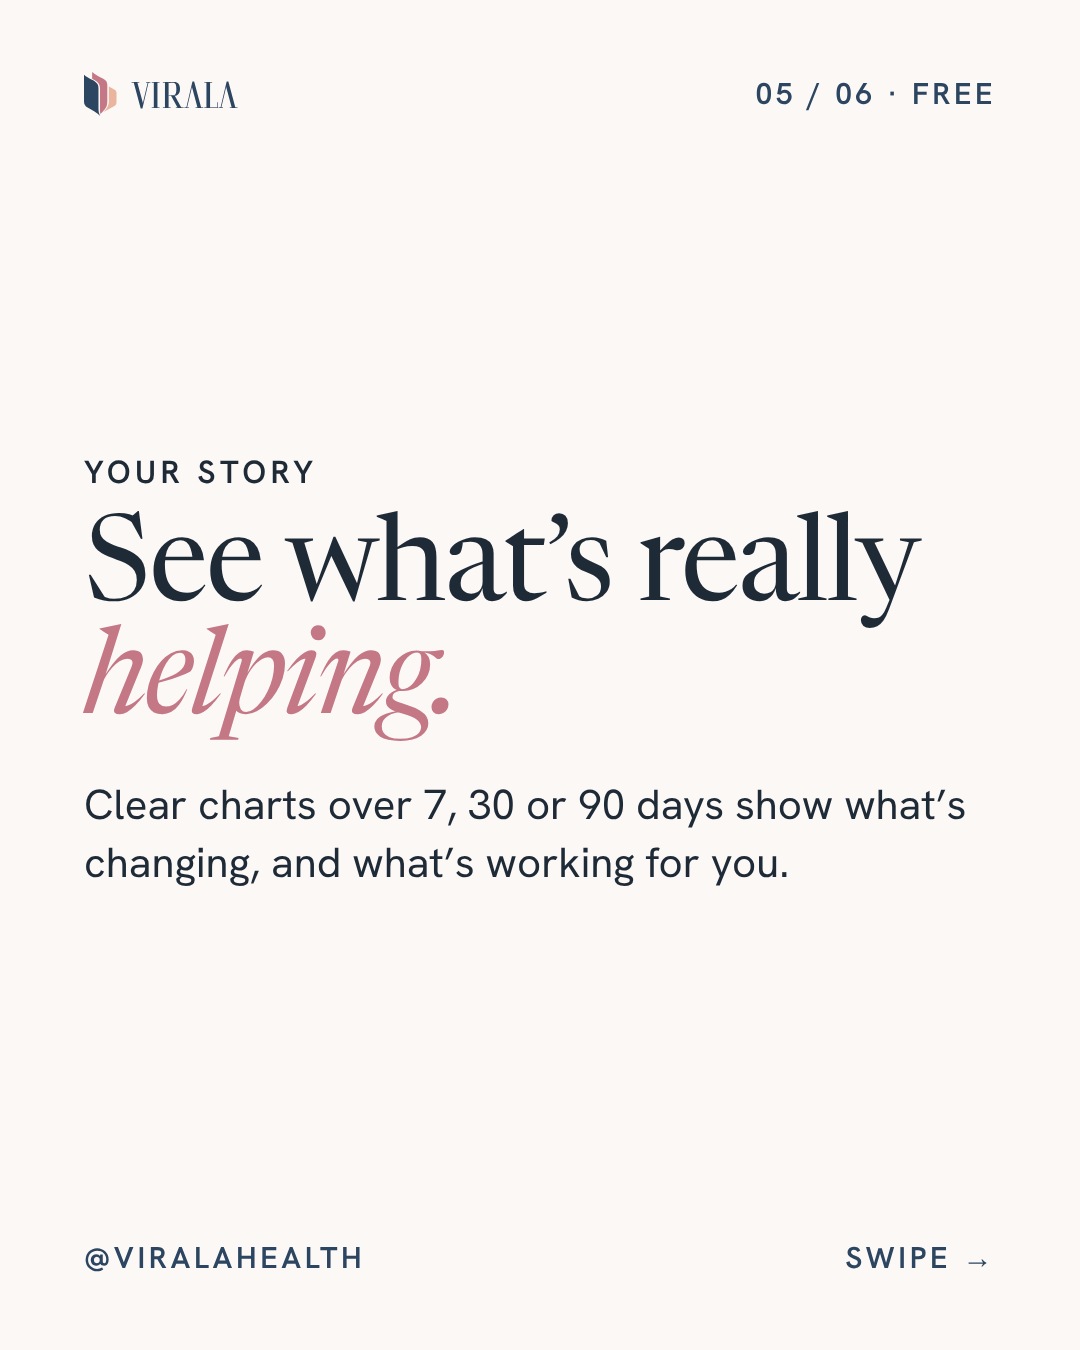 VIRALA
05 / 06 · FREE
YOUR STORY
See what’s really
helping.
Clear charts over 7, 30 or 90 days show what’s
changing, and what’s working for you.
@VIRALAHEALTH
SWIPE →